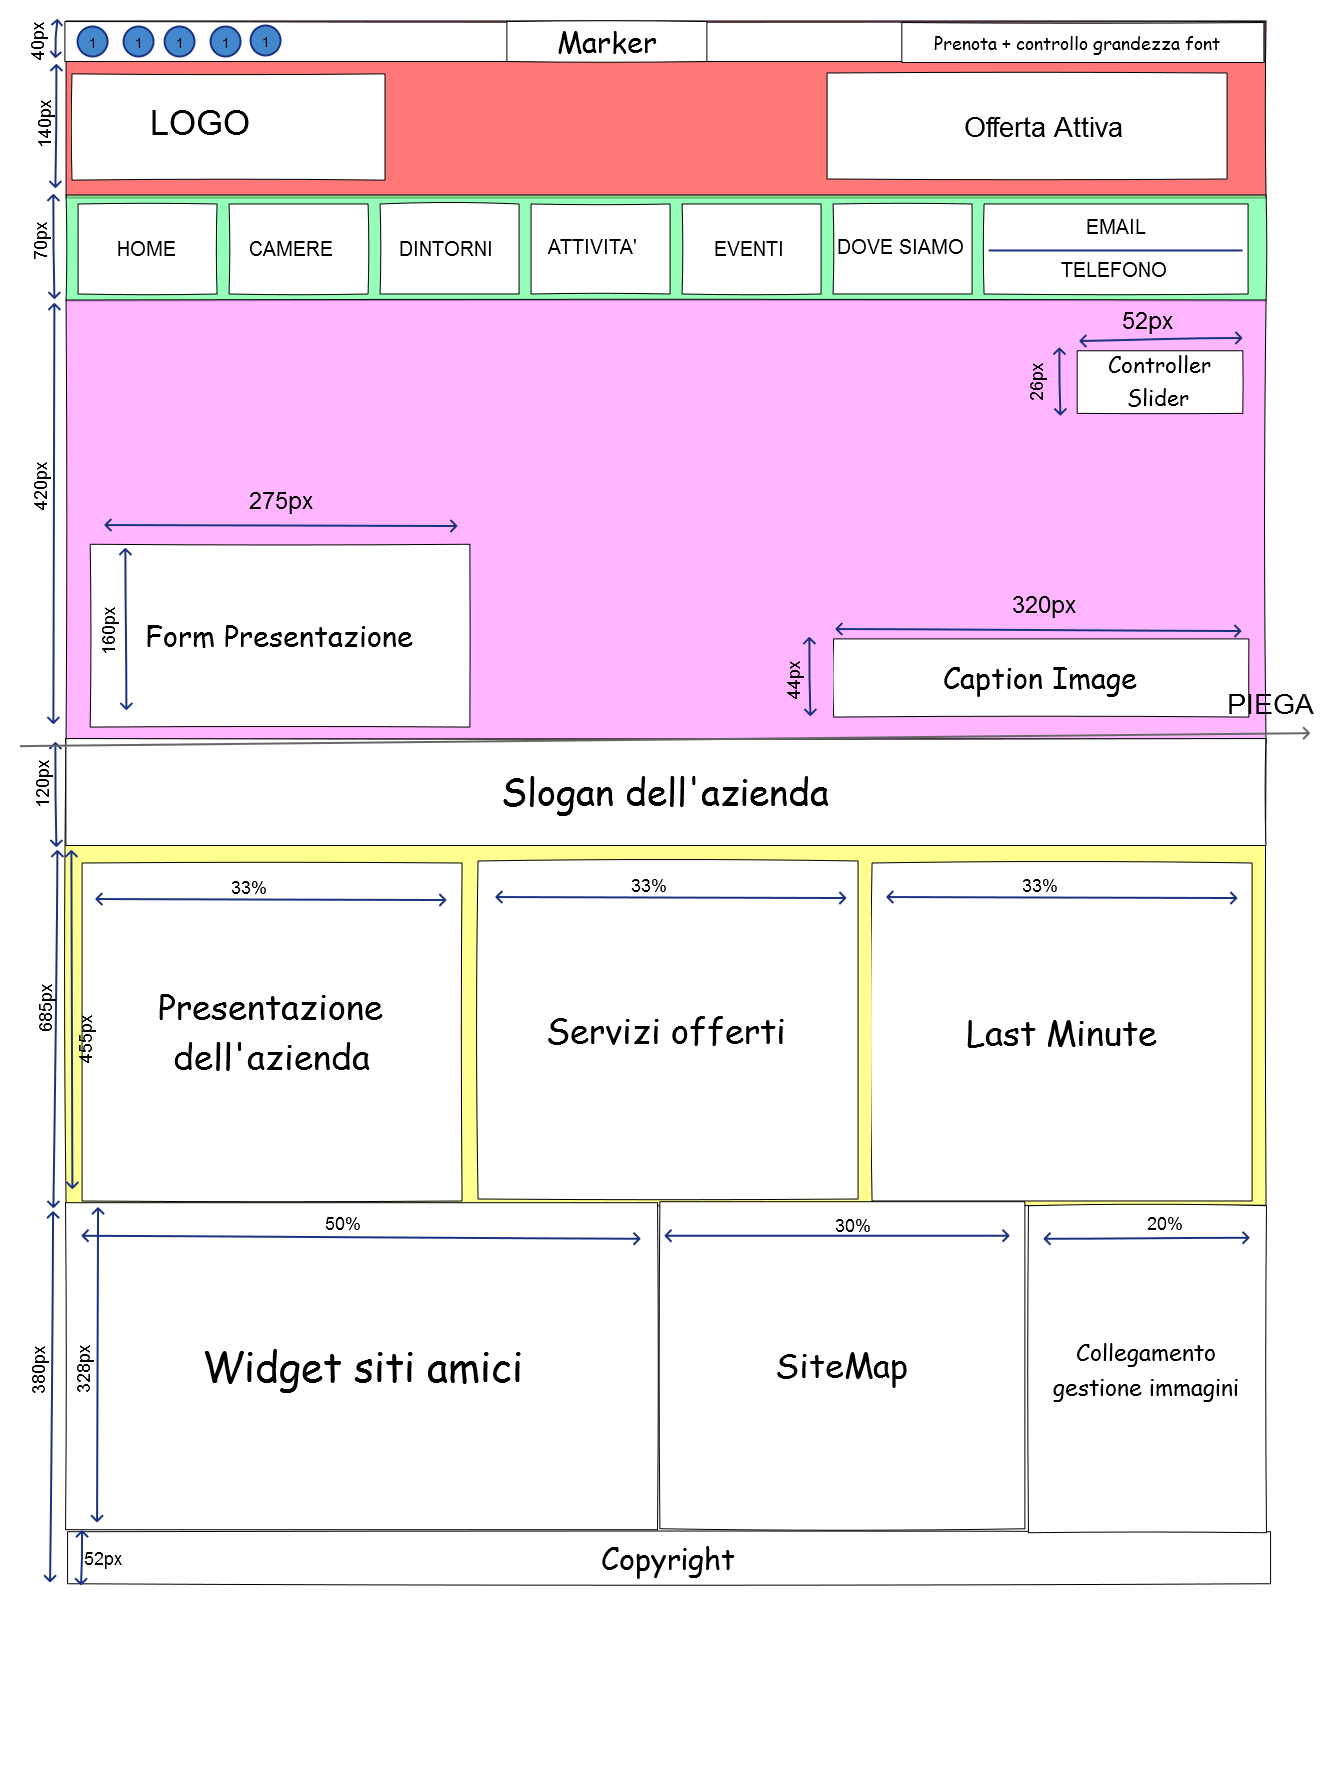 40px
1 1 1 1 1
Marker
Prenota + controllo grandezza font
140px
LOGO
Offerta Attiva
70px
HOME
CAMERE
DINTORNI
ATTIVITA'
EVENTI
DOVE SIAMO
EMAIL
TELEFONO
420px
52px
26px
Controller
Slider
275px
160px
Form Presentazione
320px
44px
Caption Image
PIEGA
120px
Slogan dell'azienda
685px
455px
33%
Presentazione
dell'azienda
33%
Servizi offerti
33%
Last Minute
380px
328px
50%
Widget siti amici
30%
SiteMap
20%
Collegamento
gestione immagini
52px
Copyright